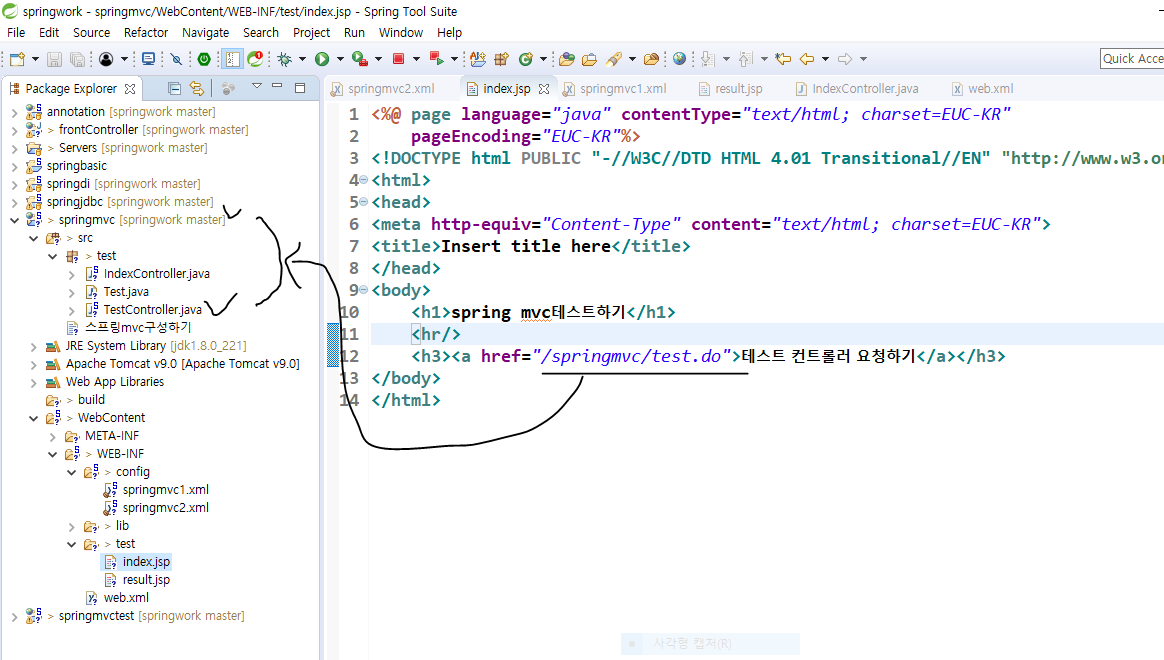 springwork - springmvc/WebContent/WEB-INF/test/index.jsp - Spring Tool Suite
File Edit Source Refactor Navigate Search Project Run Window Help
Quick Acce
Package Explorer
springmvc2.xml index.jsp springmvc1.xml result.jsp IndexController.java web.xml
annotation [springwork master]
> frontController [springwork master]
> Servers [springwork master]
springbasic
springdi [springwork master]
springjdbc [springwork master]
> springmvc [springwork master]
> src
> test
IndexController.java
Test.java
TestController.java
스프링mvc구성하기
JRE System Library [jdk1.8.0_221]
Apache Tomcat v9.0 [Apache Tomcat v9.0]
Web App Libraries
> build
> WebContent
META-INF
> WEB-INF
> config
springmvc1.xml
springmvc2.xml
> lib
> test
index.jsp
result.jsp
web.xml
> springmvctest [springwork master]
1 <%@ page language="java" contentType="text/html; charset=EUC-KR"
2 pageEncoding="EUC-KR"%>
3 <!DOCTYPE html PUBLIC "-//W3C//DTD HTML 4.01 Transitional//EN" "http://www.w3.o
4 <html>
5 <head>
6 <meta http-equiv="Content-Type" content="text/html; charset=EUC-KR">
7 <title>Insert title here</title>
8 </head>
9 <body>
10 <h1>spring mvc테스트하기</h1>
11 <hr/>
12 <h3><a href="/springmvc/test.do">테스트 컨트롤러 요청하기</a></h3>
13 </body>
14 </html>
사각형 캡처(R)